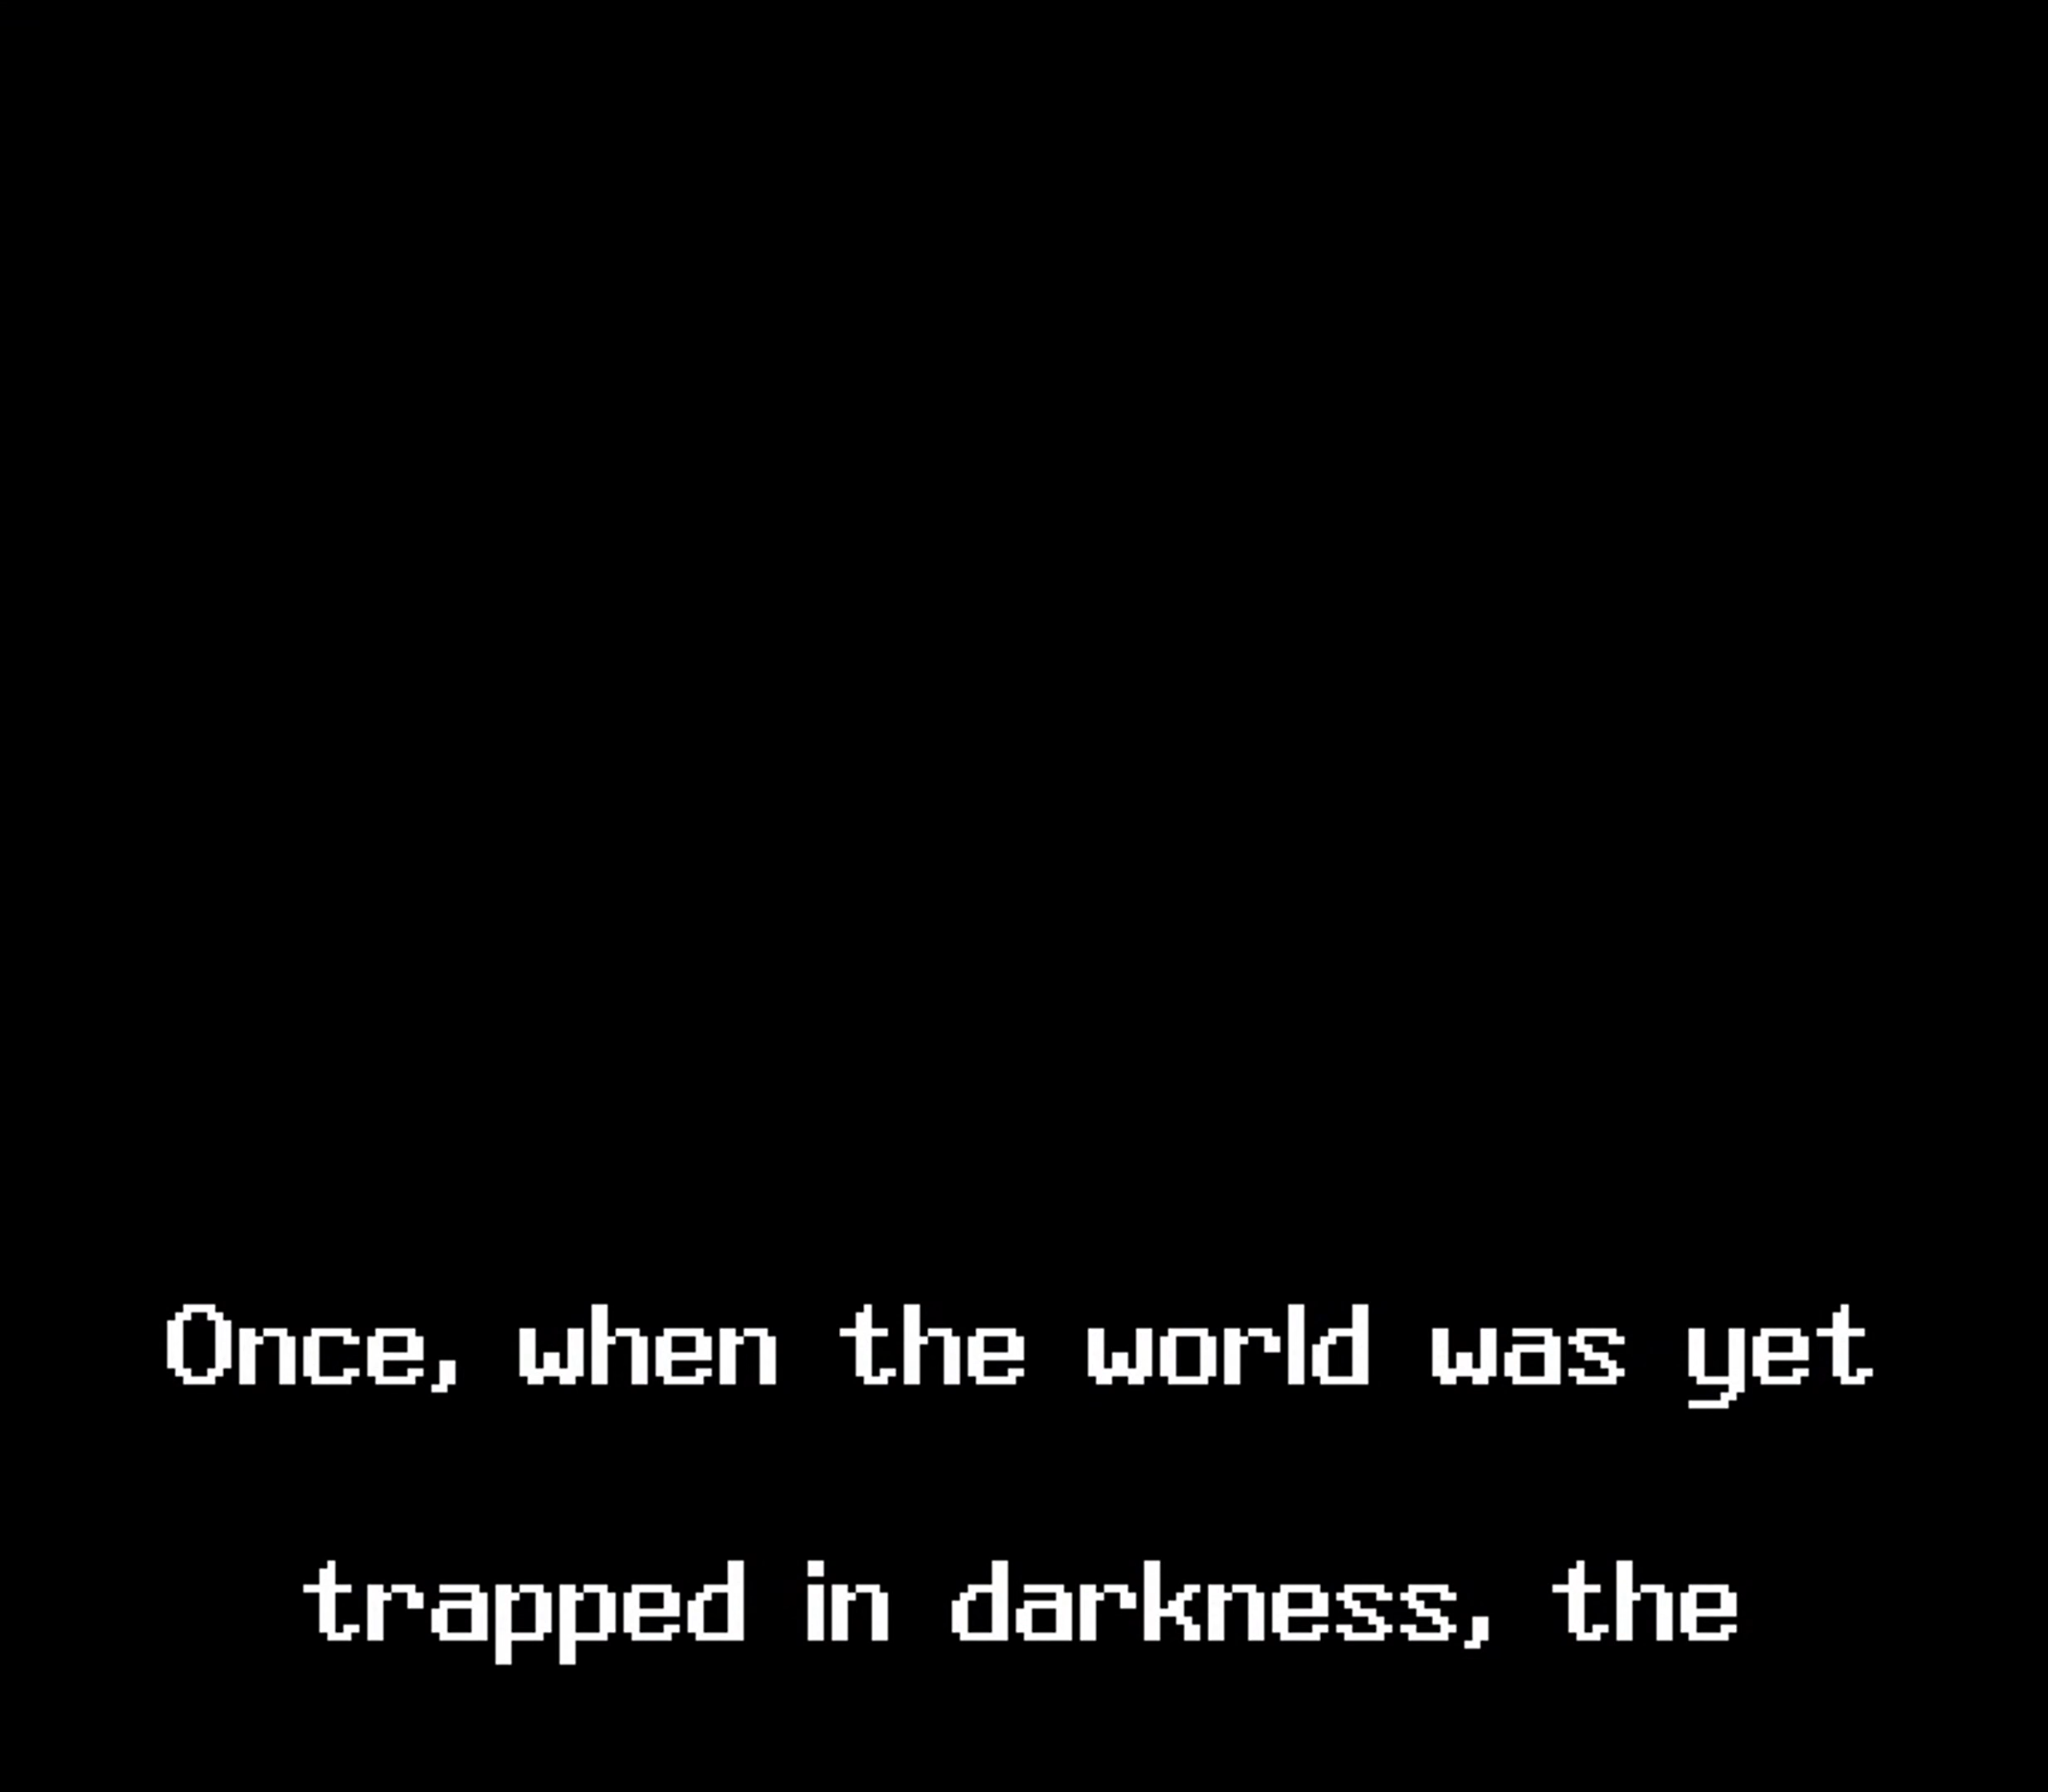 Once, when the world was yet
trapped in darkness, the